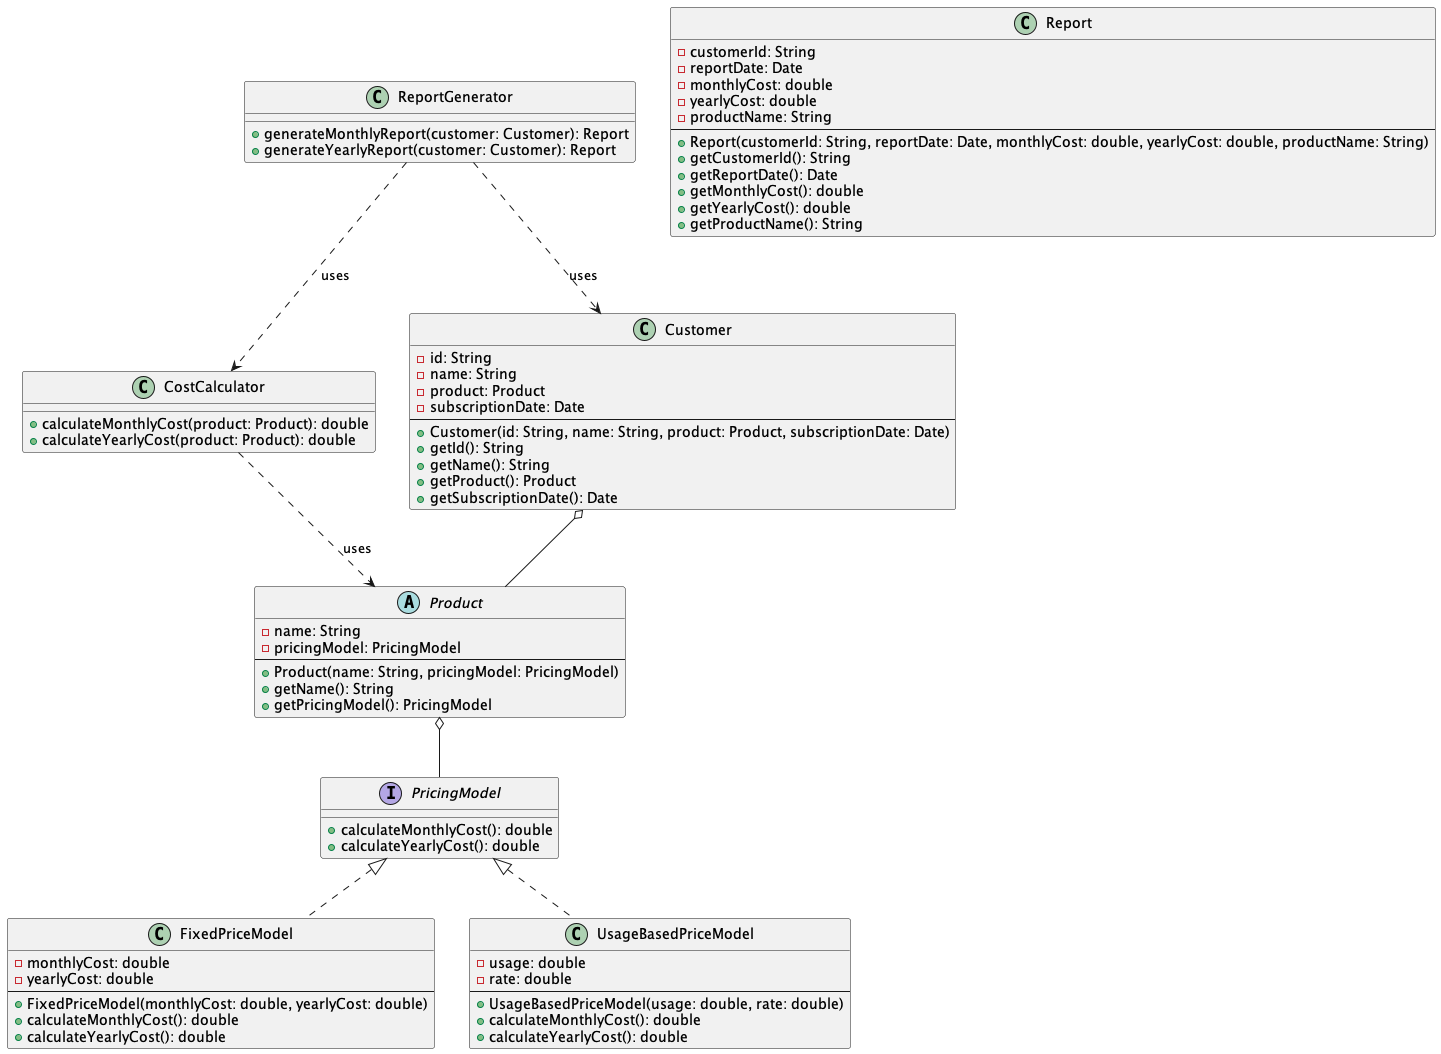 C Report
customerId: String
reportDate: Date
monthlyCost: double
yearlyCost: double
productName: String
Report(customerId: String, reportDate: Date, monthlyCost: double, yearlyCost: double, productName: String)
getCustomerId(): String
getReportDate(): Date
getMonthlyCost(): double
getYearlyCost(): double
getProductName(): String
C ReportGenerator
generateMonthlyReport(customer: Customer): Report
generateYearlyReport(customer: Customer): Report
uses
uses
C Customer
id: String
name: String
product: Product
subscriptionDate: Date
Customer(id: String, name: String, product: Product, subscriptionDate: Date)
getId(): String
getName(): String
getProduct(): Product
getSubscriptionDate(): Date
C CostCalculator
calculateMonthlyCost(product: Product): double
calculateYearlyCost(product: Product): double
uses
A Product
name: String
pricingModel: PricingModel
Product(name: String, pricingModel: PricingModel)
getName(): String
getPricingModel(): PricingModel
I PricingModel
calculateMonthlyCost(): double
calculateYearlyCost(): double
C FixedPriceModel
monthlyCost: double
yearlyCost: double
FixedPriceModel(monthlyCost: double, yearlyCost: double)
calculateMonthlyCost(): double
calculateYearlyCost(): double
C UsageBasedPriceModel
usage: double
rate: double
UsageBasedPriceModel(usage: double, rate: double)
calculateMonthlyCost(): double
calculateYearlyCost(): double